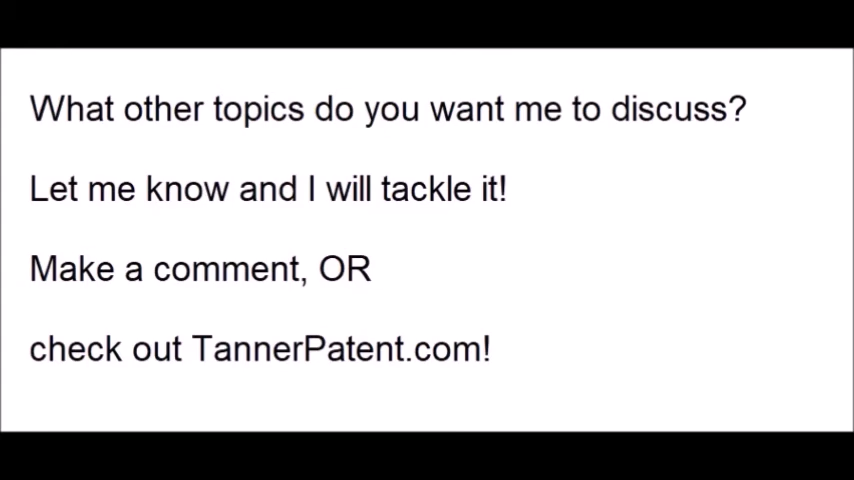 What other topics do you want me to discuss?
Let me know and I will tackle it!
Make a comment, OR
check out TannerPatent.com!